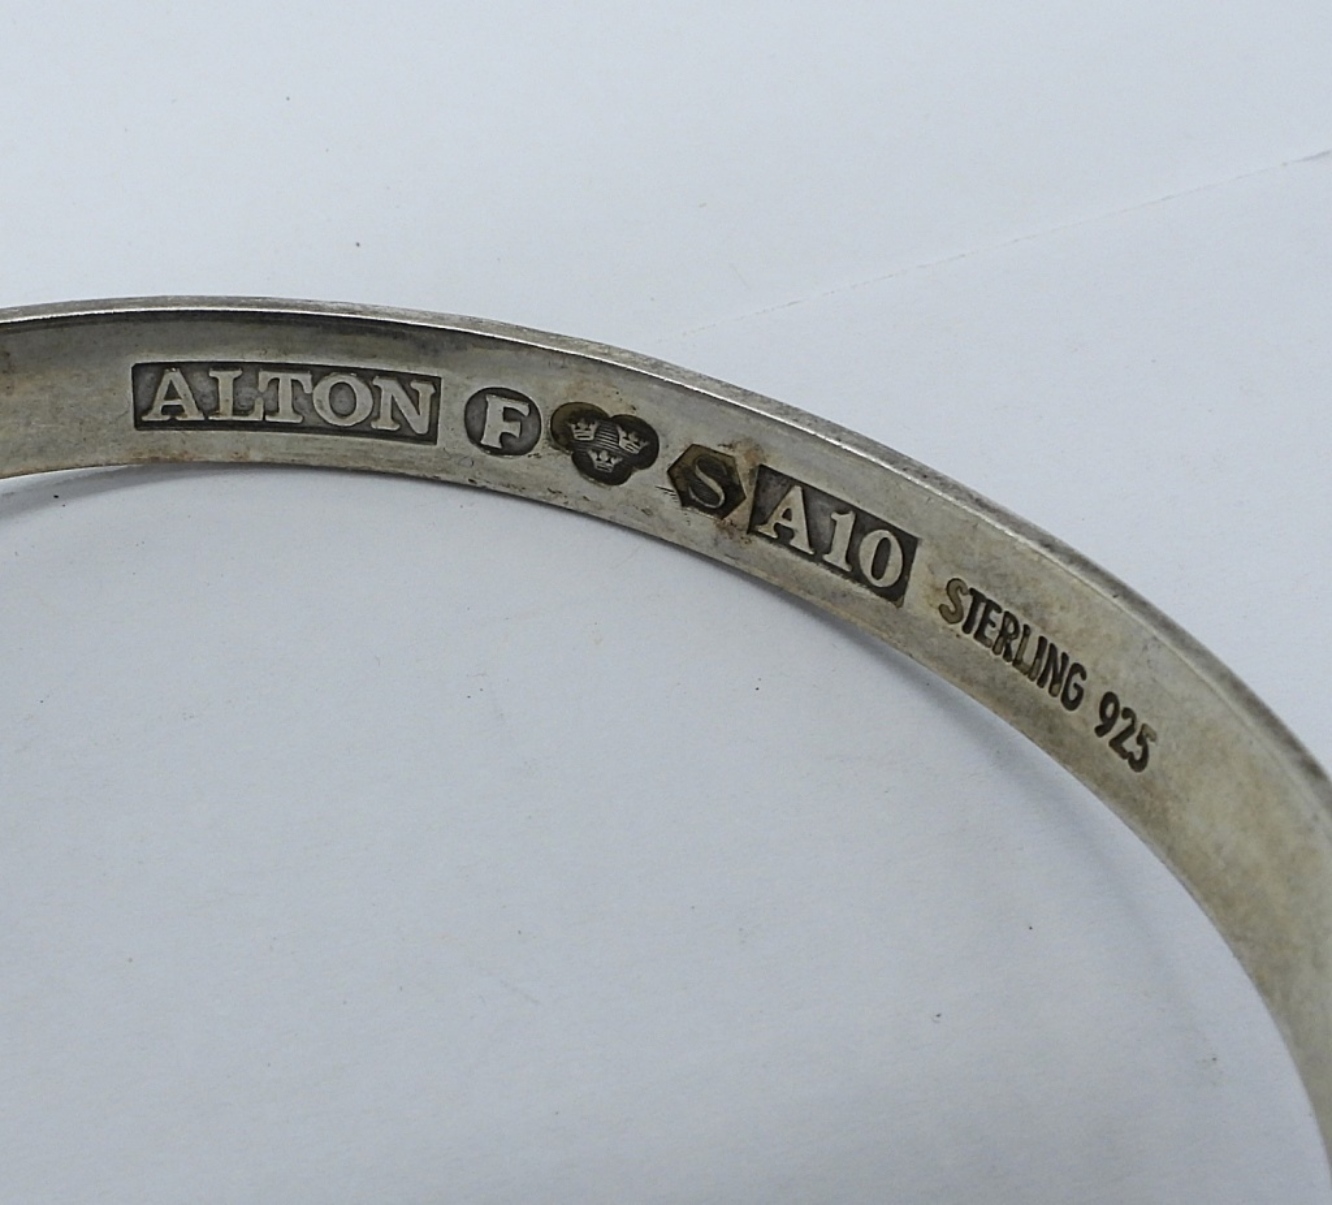 ALTON F S A10 STERLING 925